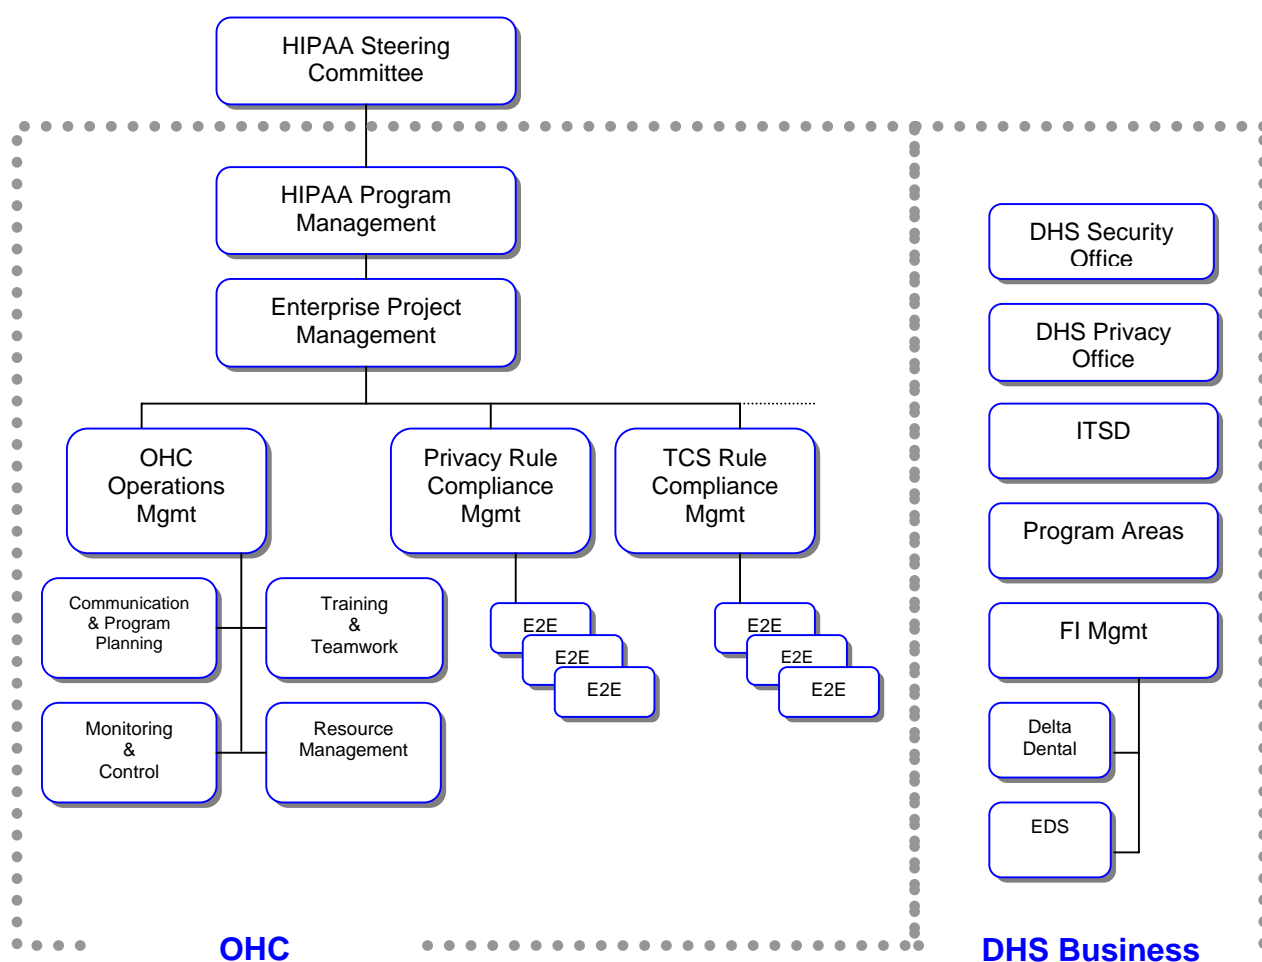 HIPAA Steering
Committee
HIPAA Program
Management
Enterprise Project
Management
OHC
Operations
Mgmt
Privacy Rule
Compliance
Mgmt
TCS Rule
Compliance
Mgmt
Communication
& Program
Planning
Training
&
Teamwork
Monitoring
&
Control
Resource
Management
E2E
E2E
E2E
E2E
E2E
E2E
OHC
DHS Security
Office
DHS Privacy
Office
ITSD
Program Areas
FI Mgmt
Delta
Dental
EDS
DHS Business